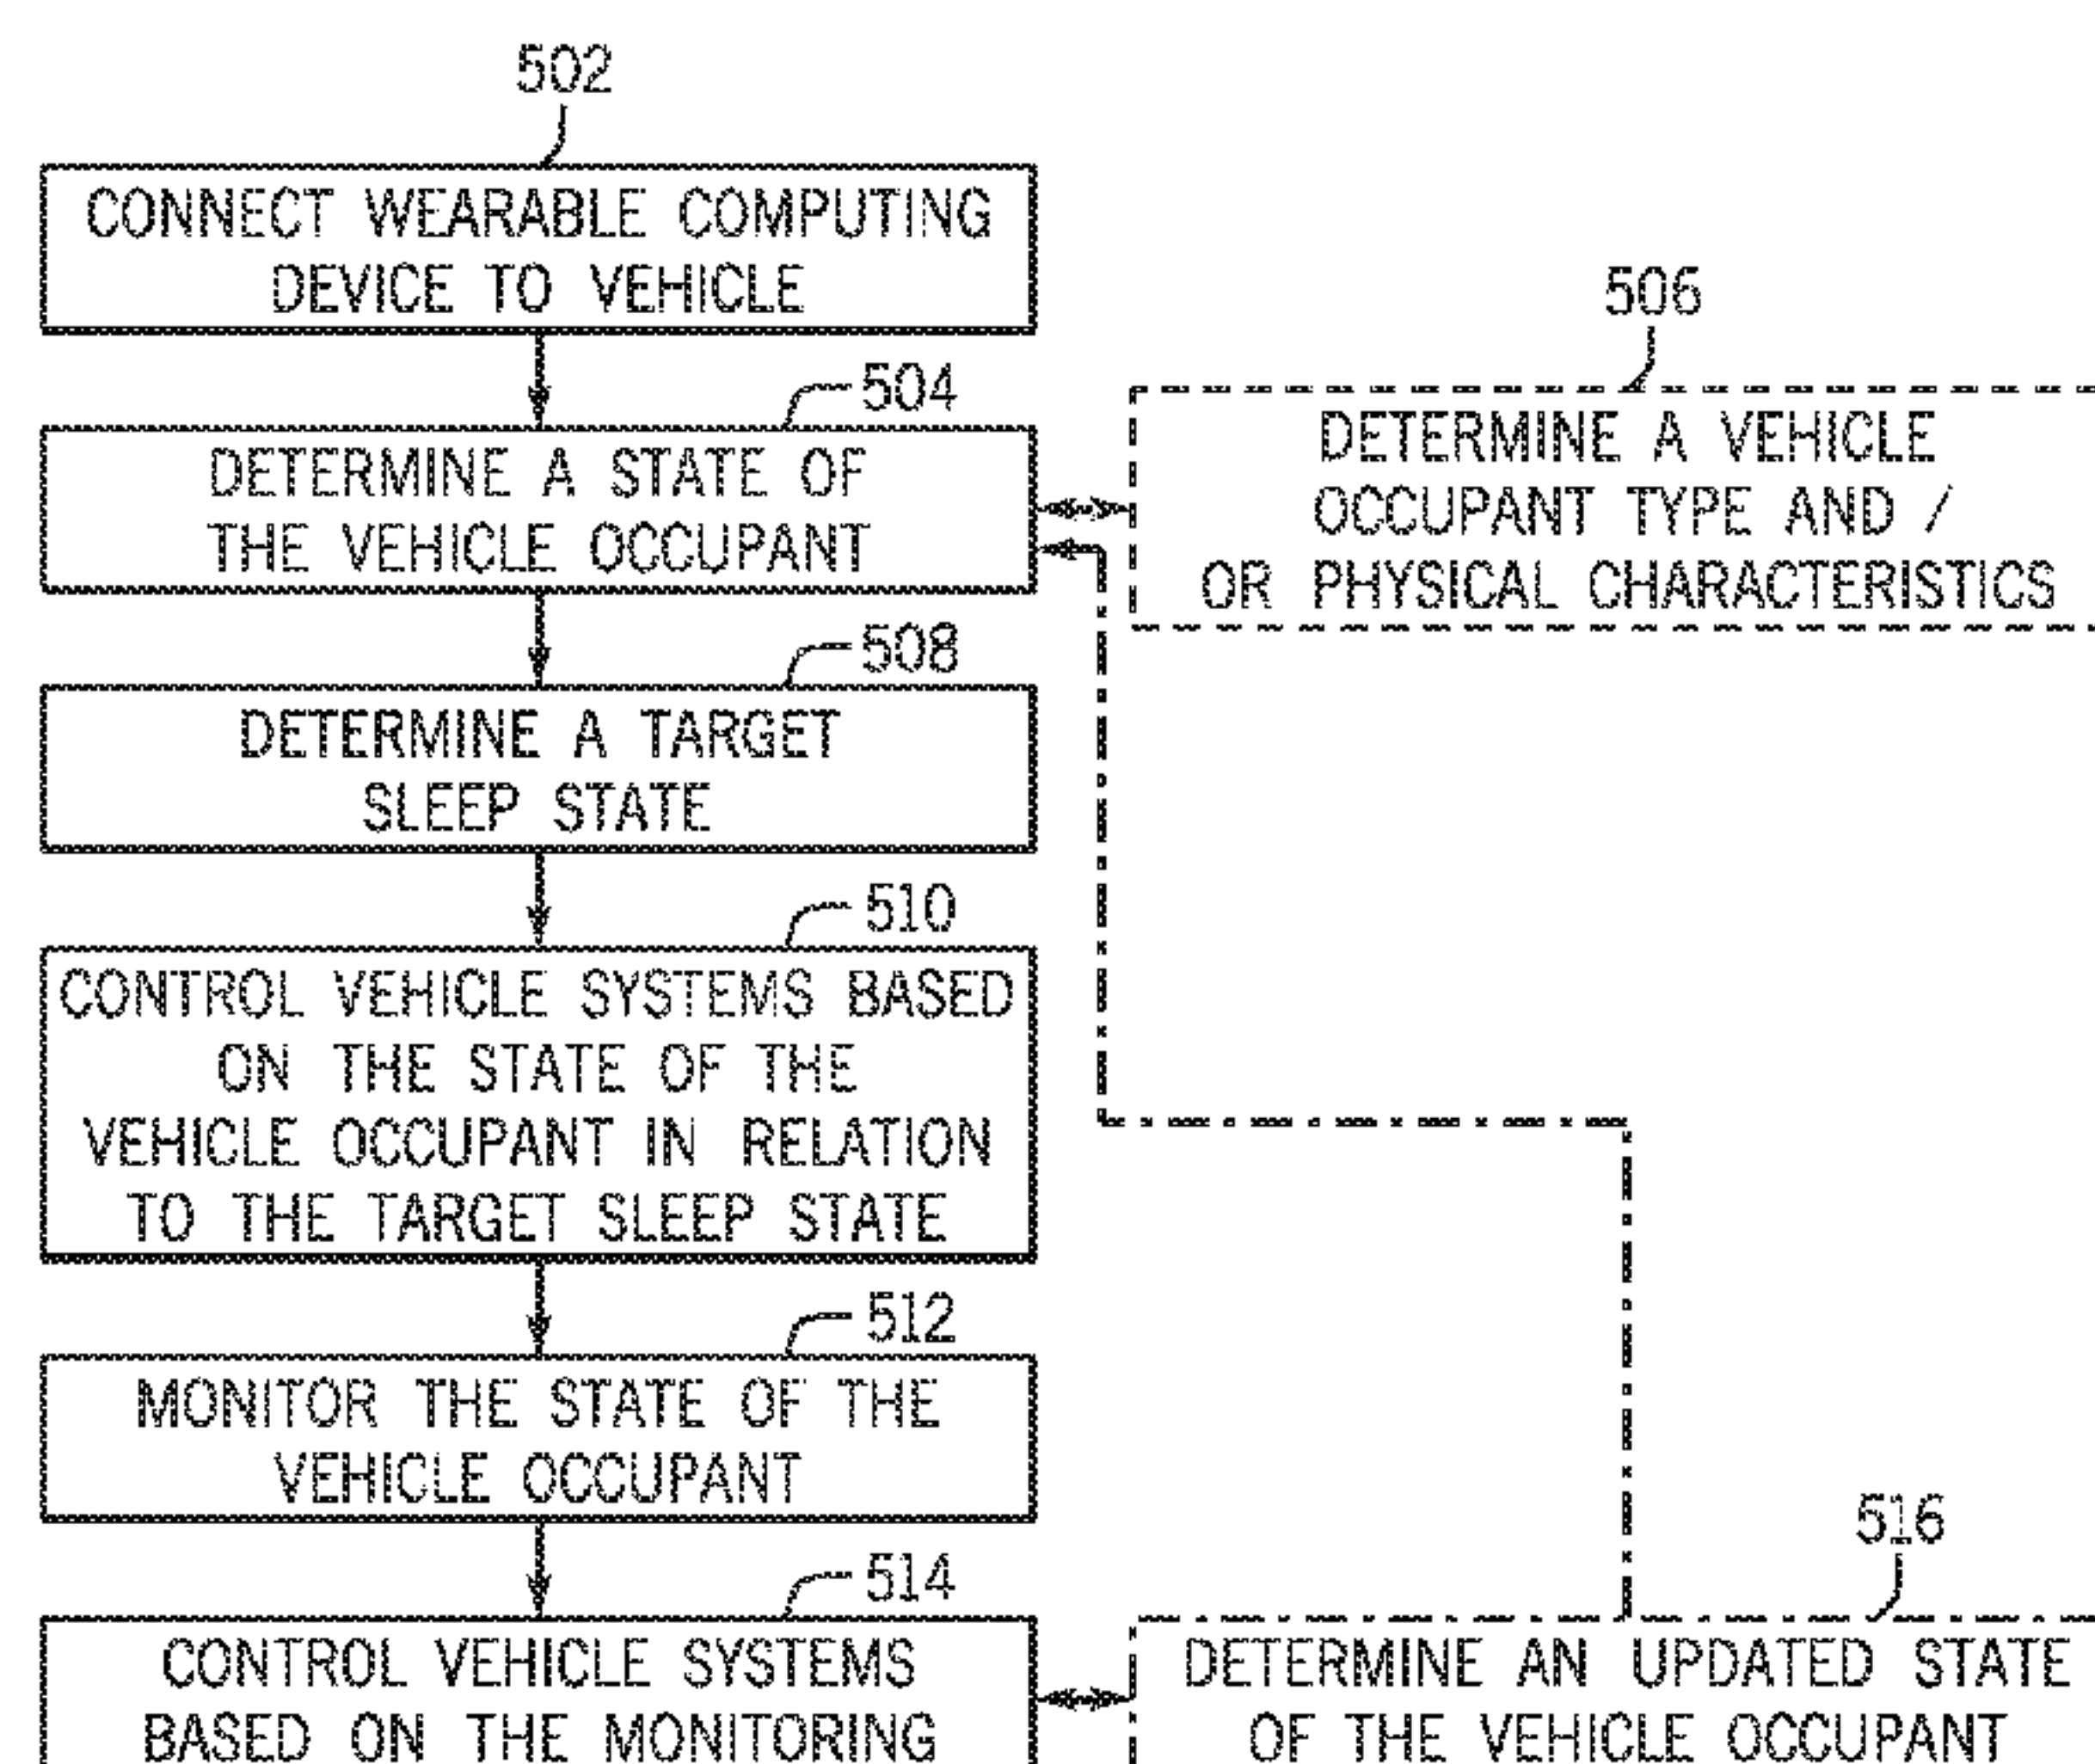 502
CONNECT WEARABLE COMPUTING
DEVICE TO VEHICLE
504
DETERMINE A STATE OF
THE VEHICLE OCCUPANT
506
DETERMINE A VEHICLE
OCCUPANT TYPE AND /
OR PHYSICAL CHARACTERISTICS
508
DETERMINE A TARGET
SLEEP STATE
510
CONTROL VEHICLE SYSTEMS BASED
ON THE STATE OF THE
VEHICLE OCCUPANT IN RELATION
TO THE TARGET SLEEP STATE
512
MONITOR THE STATE OF THE
VEHICLE OCCUPANT
514
CONTROL VEHICLE SYSTEMS
BASED ON THE MONITORING
516
DETERMINE AN UPDATED STATE
OF THE VEHICLE OCCUPANT